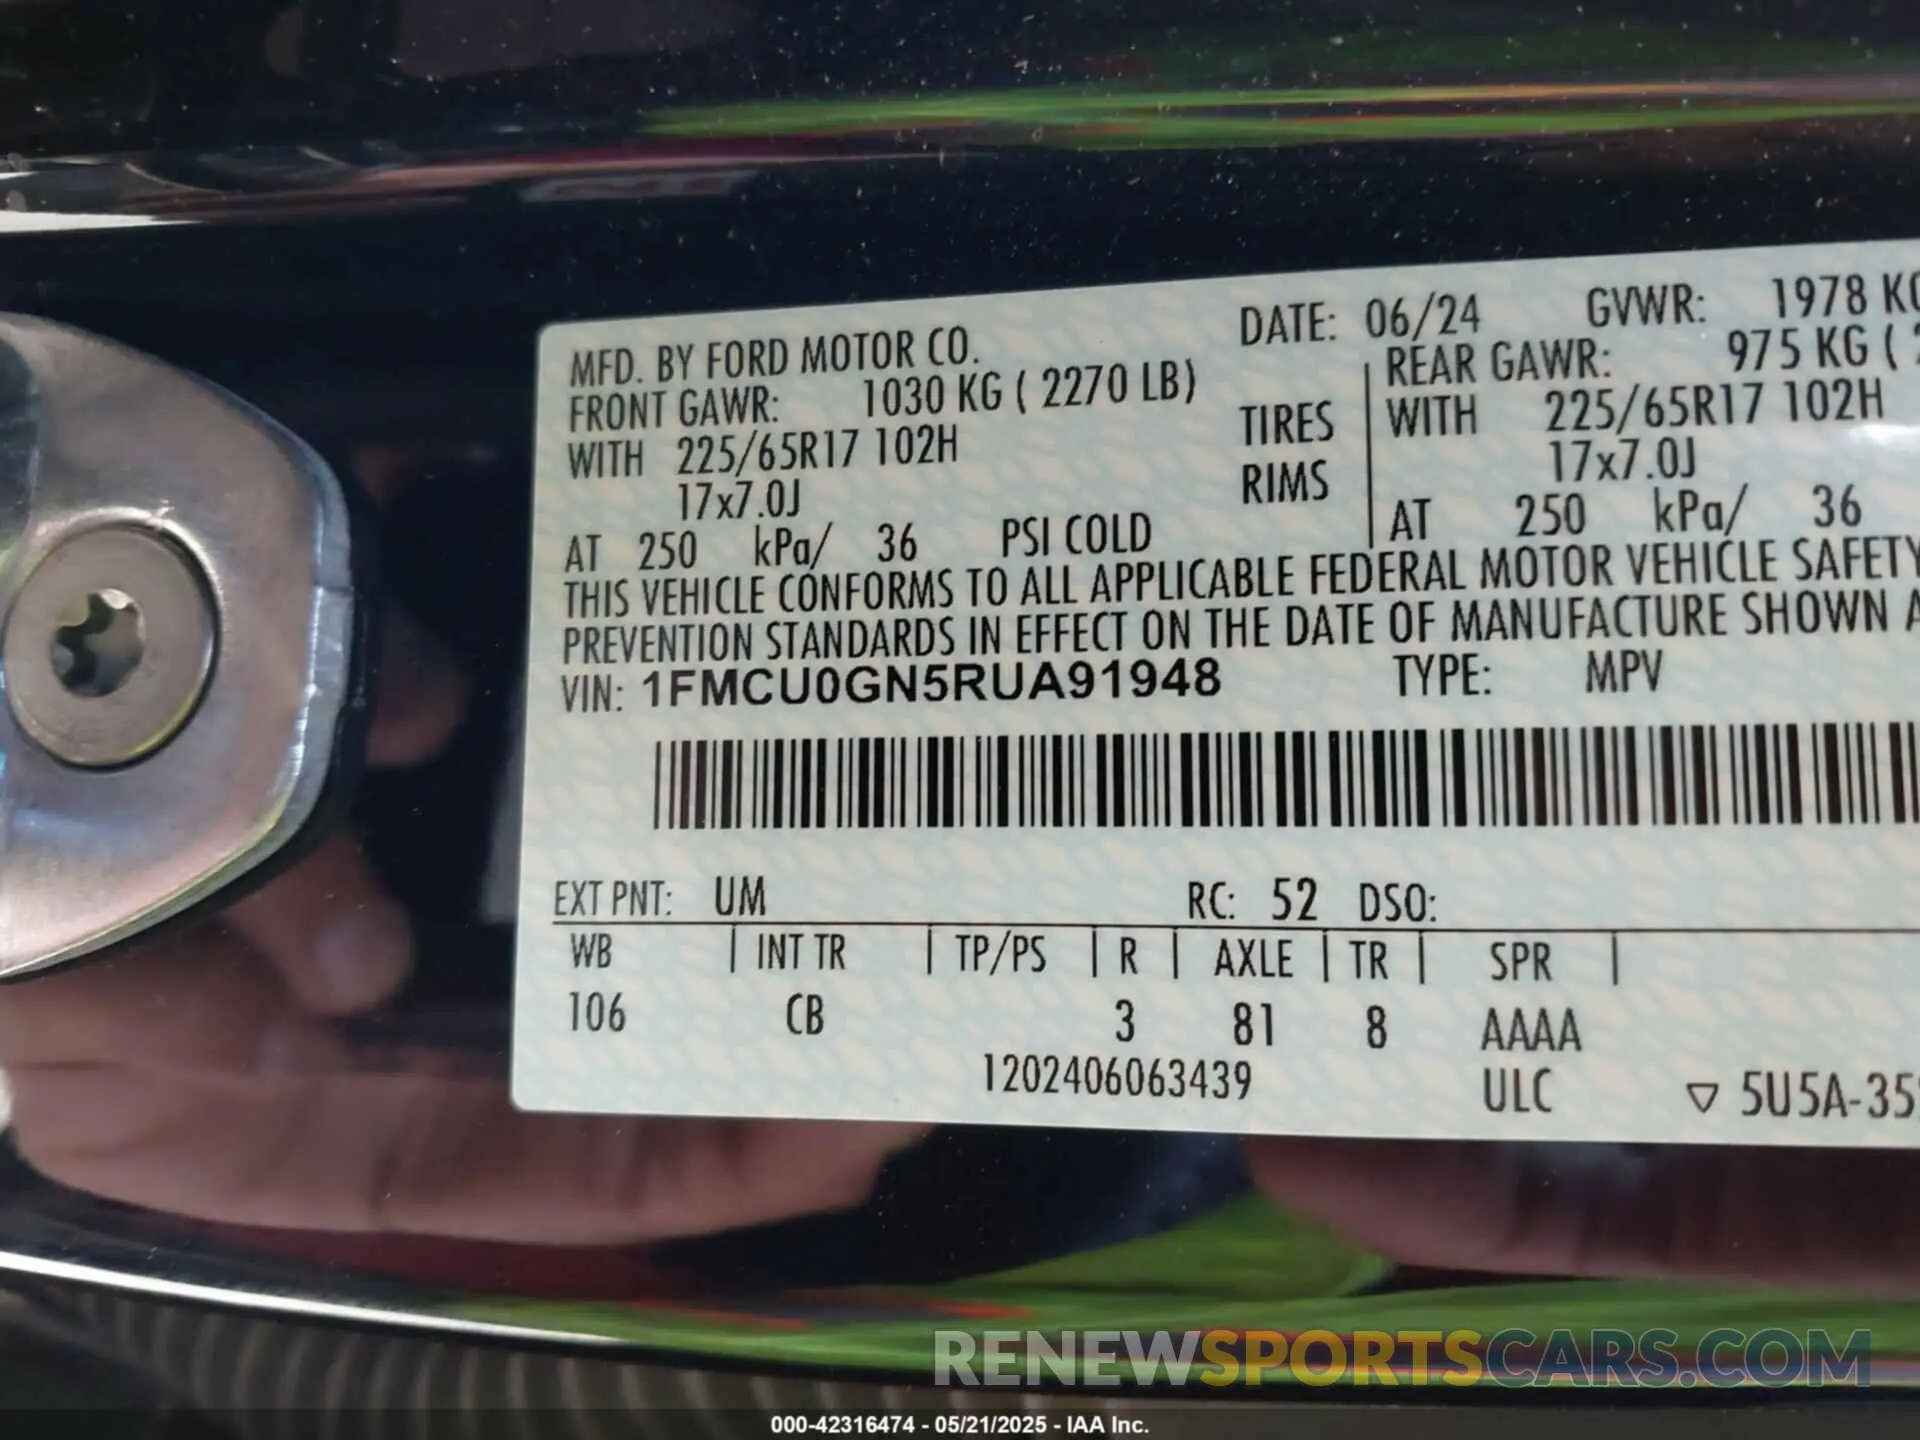 MFD. BY FORD MOTOR CO. DATE: 06/24 GVWR: 1978 KG
FRONT GAWR: 1030 KG ( 2270 LB) REAR GAWR: 975 KG (
WITH 225/65R17 102H TIRES WITH 225/65R17 102H
17x7.0J RIMS 17x7.0J
AT 250 kPa/ 36 PSI COLD AT 250 kPa/ 36
THIS VEHICLE CONFORMS TO ALL APPLICABLE FEDERAL MOTOR VEHICLE SAFETY
PREVENTION STANDARDS IN EFFECT ON THE DATE OF MANUFACTURE SHOWN
VIN: 1FMCU0GN5RUA91948 TYPE: MPV
EXT PNT: UM RC: 52 DSO:
WB | INT TR | TP/PS | R | AXLE | TR | SPR |
106 CB 3 81 8 AAAA
1202406063439 ULC ▽ 5U5A-35
RENEWSPORTSCARS.COM
000-42316474 - 05/21/2025 - IAA Inc.